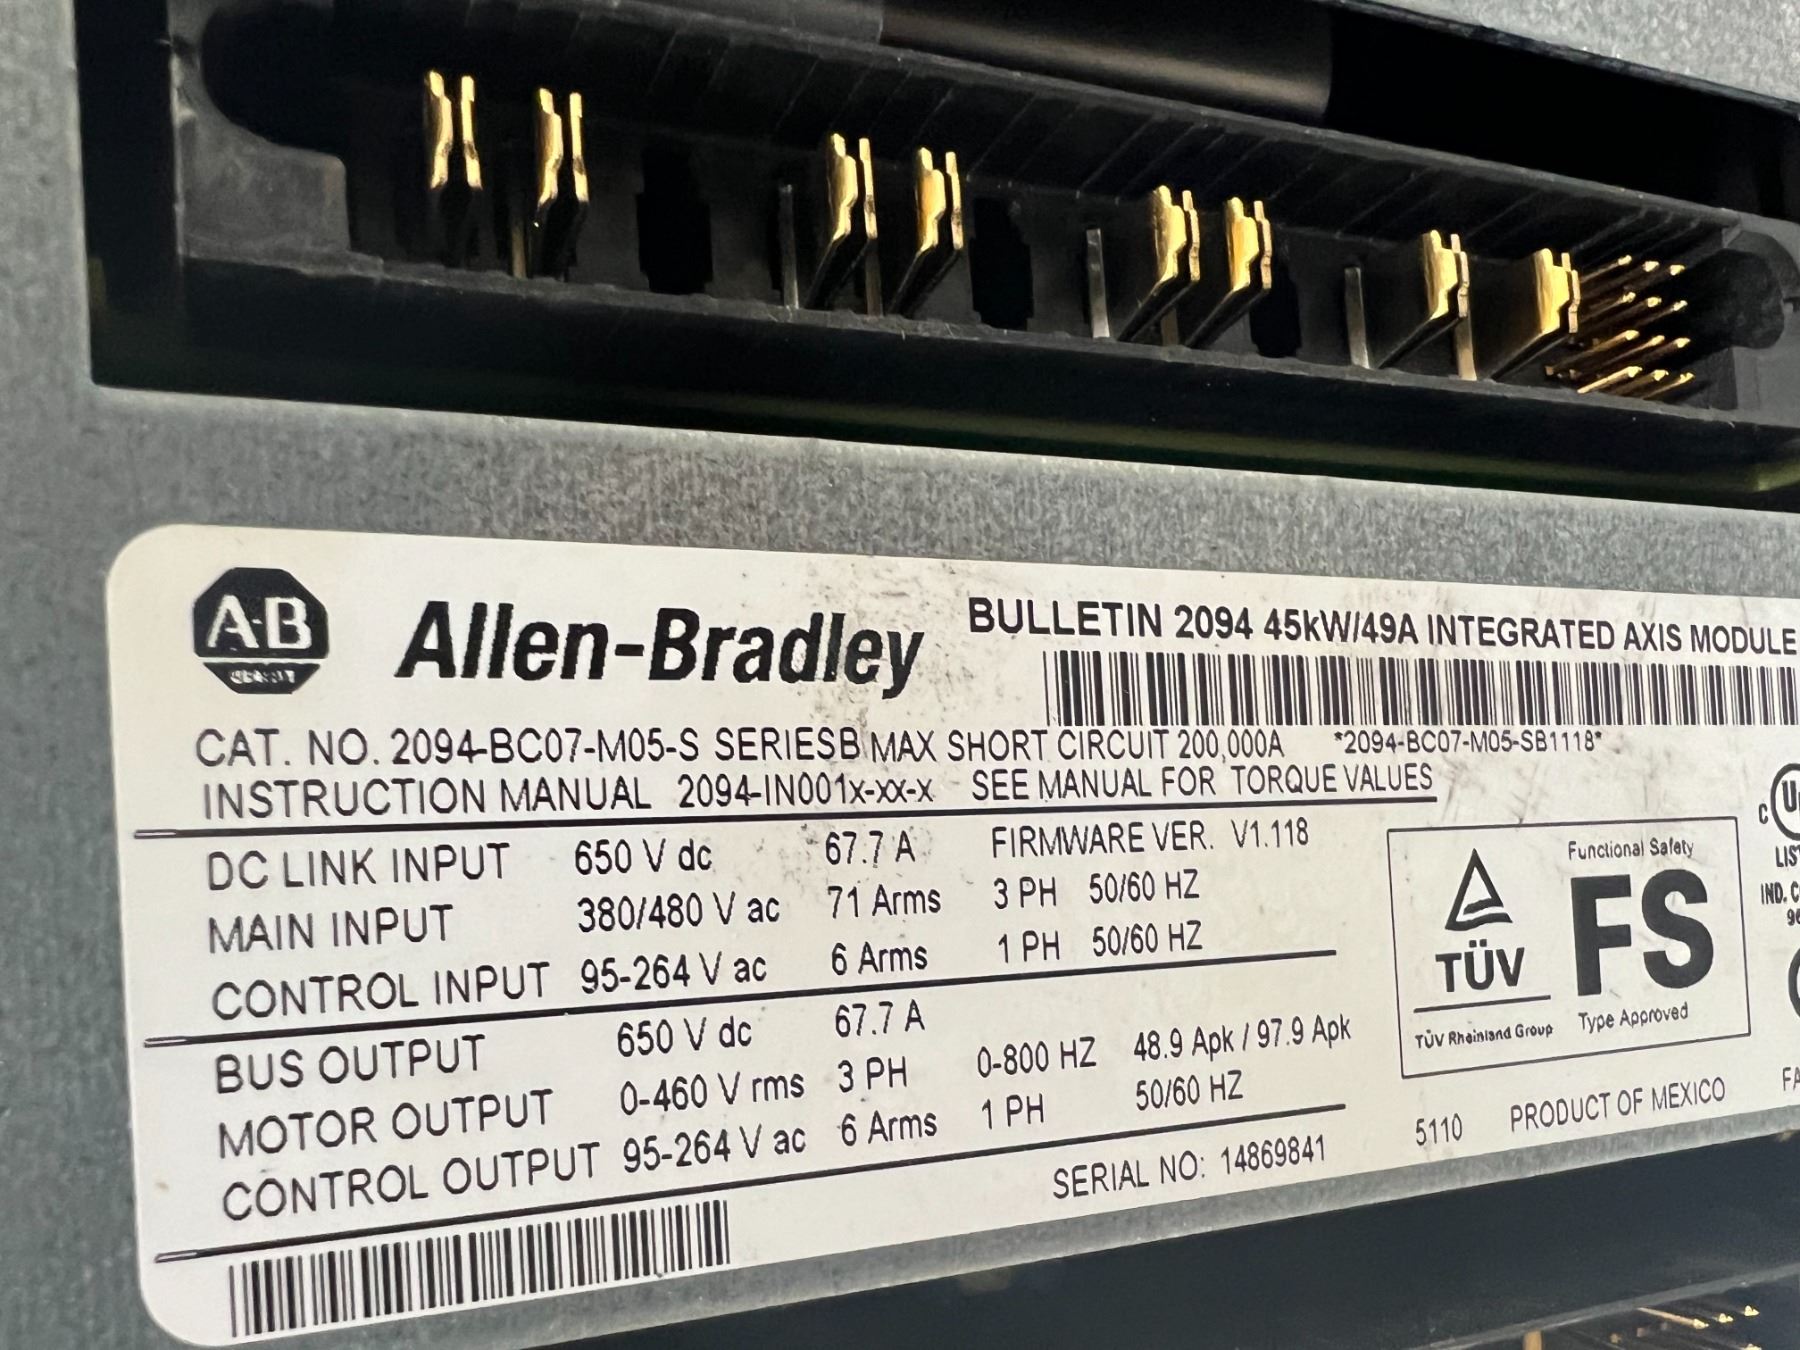 A-B
Allen-Bradley
BULLETIN 2094 45kW/49A INTEGRATED AXIS MODULE
CAT. NO. 2094-BC07-M05-S SERIESB MAX SHORT CIRCUIT 200,000A *2094-BC07-M05-SB1118*
INSTRUCTION MANUAL 2094-IN001x-xx-x SEE MANUAL FOR TORQUE VALUES
DC LINK INPUT 650 V dc 67.7 A FIRMWARE VER. V1.118
MAIN INPUT 380/480 V ac 71 Arms 3 PH 50/60 HZ
CONTROL INPUT 95-264 V ac 6 Arms 1 PH 50/60 HZ
BUS OUTPUT 650 V dc 67.7 A
MOTOR OUTPUT 0-460 V rms 3 PH 0-800 HZ 48.9 Apk / 97.9 Apk
CONTROL OUTPUT 95-264 V ac 6 Arms 1 PH 50/60 HZ
SERIAL NO: 14869841
Functional Safety
TÜV FS
TÜV Rheinland Group Type Approved
5110 PRODUCT OF MEXICO
C
IND.